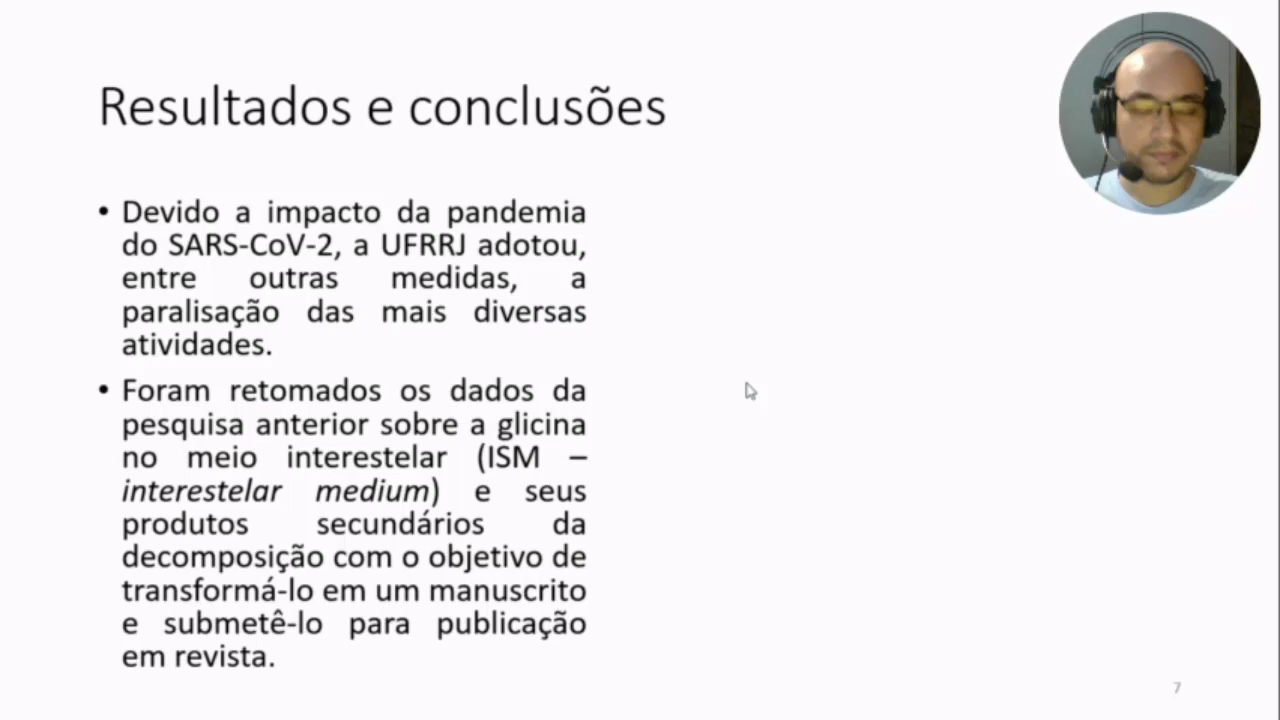 Resultados e conclusões
• Devido a impacto da pandemia
do SARS-CoV-2, a UFRRJ adotou,
entre outras medidas, a
paralisação das mais diversas
atividades.
• Foram retomados os dados da
pesquisa anterior sobre a glicina
no meio interestelar (ISM –
interestelar medium) e seus
produtos secundários da
decomposição com o objetivo de
transformá-lo em um manuscrito
e submetê-lo para publicação
em revista.
7